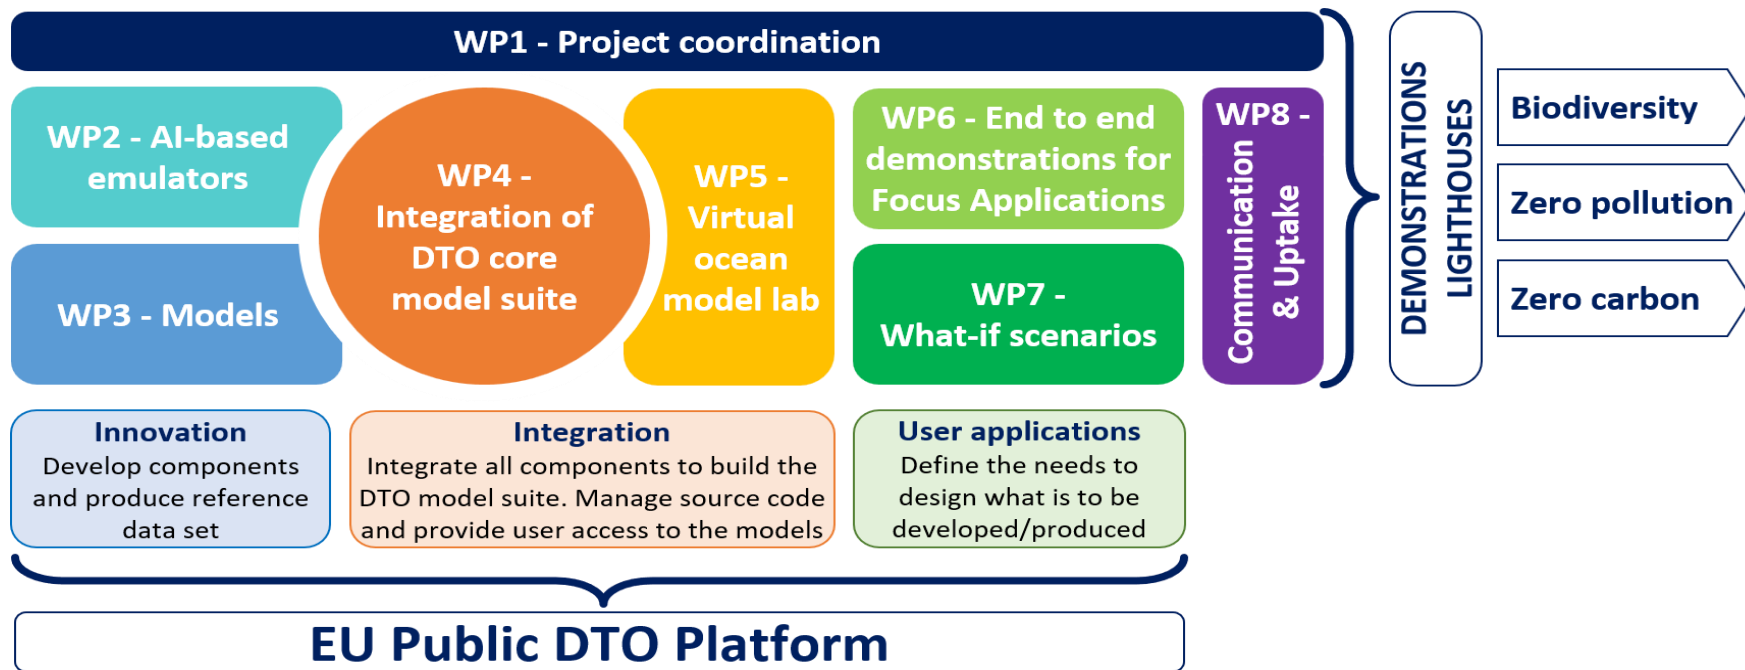 WP1 - Project coordination
WP2 - AI-based
emulators
WP3 - Models
WP4 -
Integration of
DTO core
model suite
WP5 -
Virtual
ocean
model lab
WP6 - End to end
demonstrations for
Focus Applications
WP7 -
What-if scenarios
WP8 -
Communication
& Uptake
DEMONSTRATIONS
LIGHTHOUSES
Biodiversity
Zero pollution
Zero carbon
Innovation
Develop components
and produce reference
data set
Integration
Integrate all components to build the
DTO model suite. Manage source code
and provide user access to the models
User applications
Define the needs to
design what is to be
developed/produced
EU Public DTO Platform